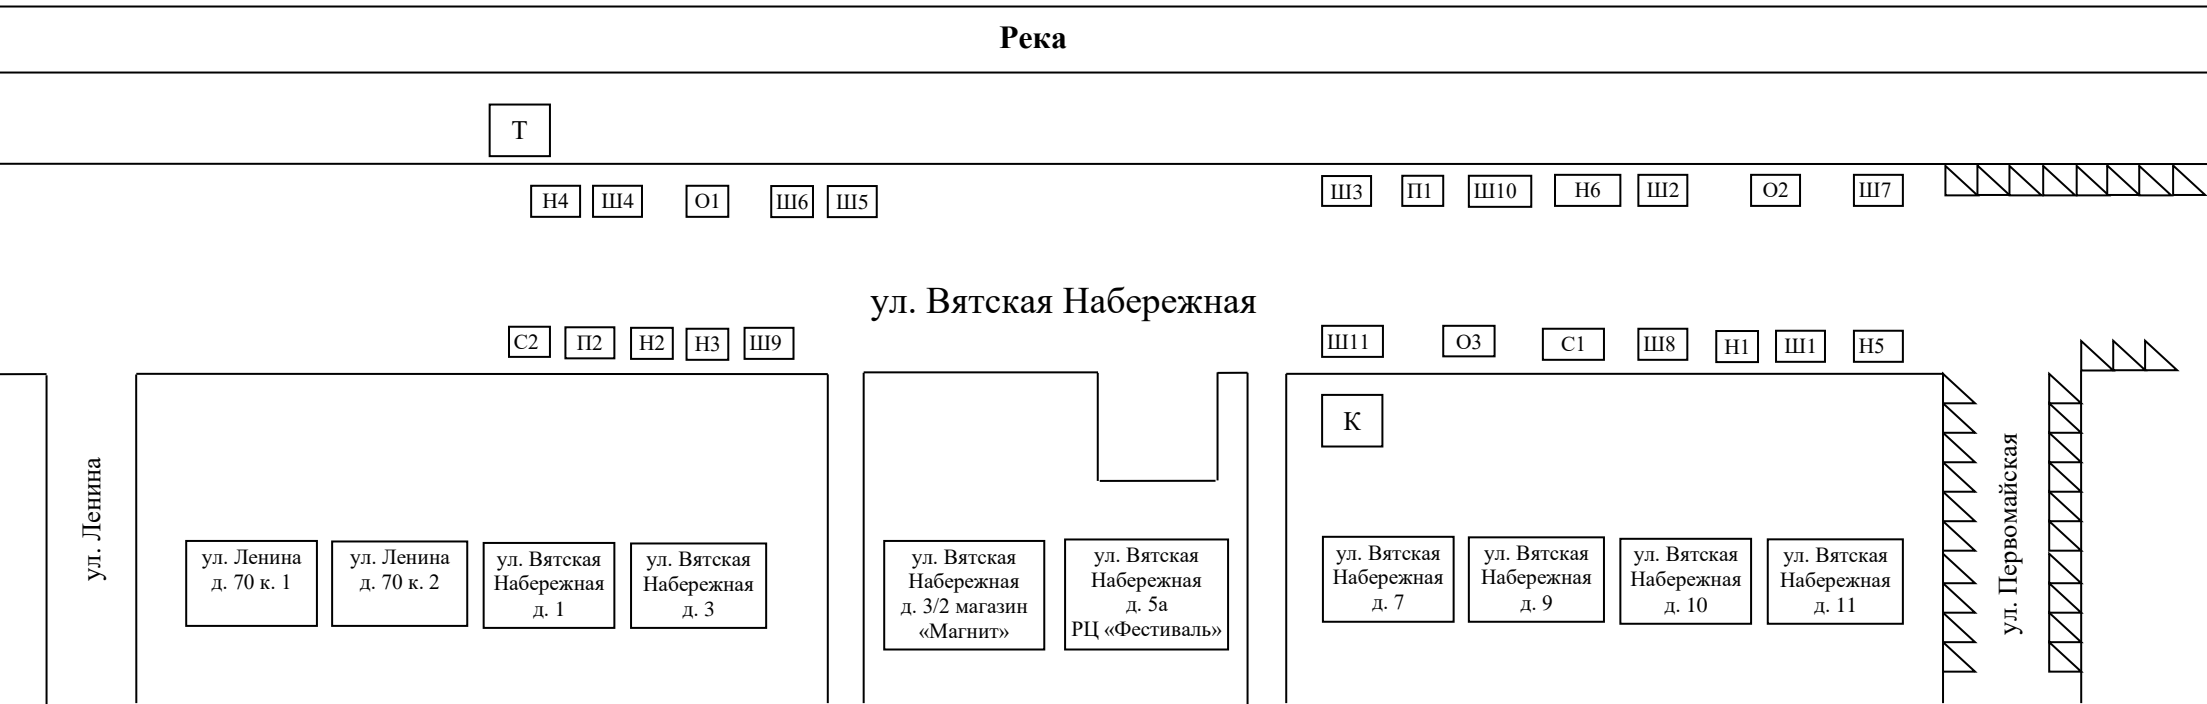 Река
Т
Н4
Ш4
О1
Ш6
Ш5
Ш3
П1
Ш10
Н6
Ш2
О2
Ш7
ул. Вятская Набережная
С2
П2
Н2
Н3
Ш9
Ш11
О3
С1
Ш8
Н1
Ш1
Н5
К
ул. Ленина
ул. Ленина
д. 70 к. 1
ул. Ленина
д. 70 к. 2
ул. Вятская
Набережная
д. 1
ул. Вятская
Набережная
д. 3
ул. Вятская
Набережная
д. 3/2 магазин
«Магнит»
ул. Вятская
Набережная
д. 5а
РЦ «Фестиваль»
ул. Вятская
Набережная
д. 7
ул. Вятская
Набережная
д. 9
ул. Вятская
Набережная
д. 10
ул. Вятская
Набережная
д. 11
ул. Первомайская